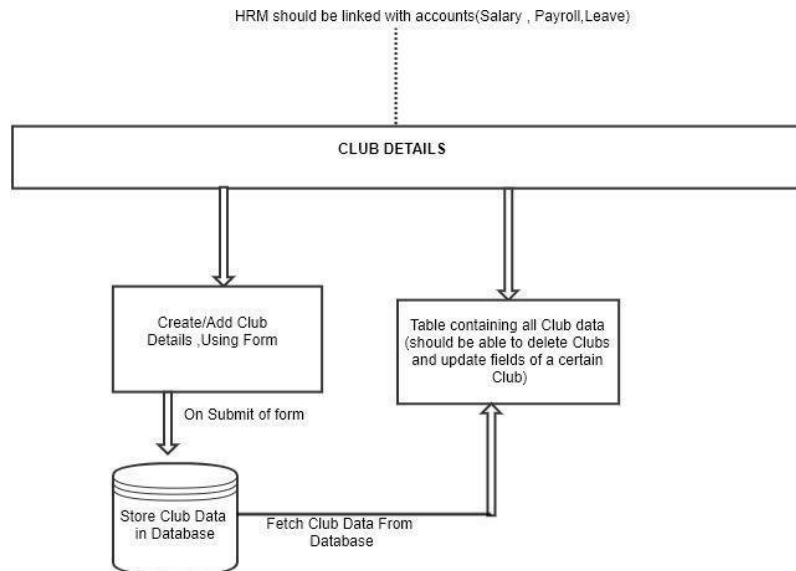 HRM should be linked with accounts(Salary , Payroll,Leave)
CLUB DETAILS
Create/Add Club
Details ,Using Form
Table containing all Club data
(should be able to delete Clubs
and update fields of a certain
Club)
On Submit of form
Store Club Data
in Database
Fetch Club Data From
Database